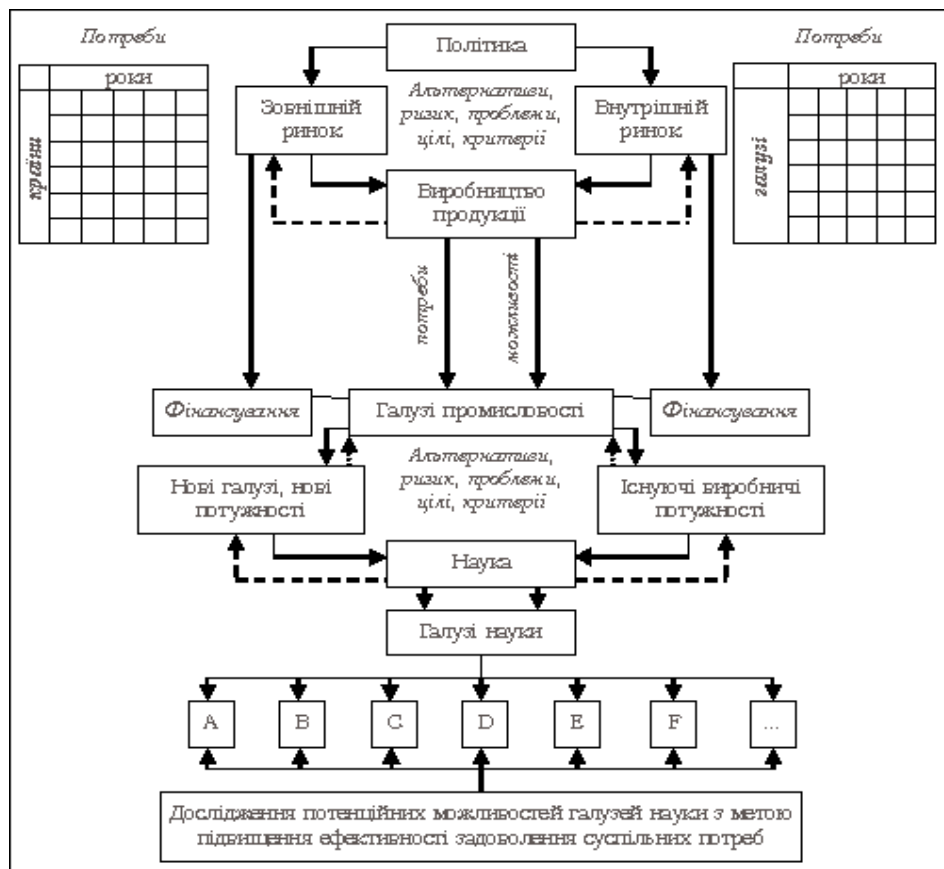 Потреби
Політика
Потреби
роки
роки
країни
галузі
Зовнішній
ринок
Альтернативи,
ризик, проблеми,
цілі, критерії
Внутрішній
ринок
Виробництво
продукції
потреби
можливості
Фінансування
Галузі промисловості
Фінансування
Нові галузі, нові
потужності
Альтернативи,
ризик, проблеми,
цілі, критерії
Існуючі виробничі
потужності
Наука
Галузі науки
A
B
C
D
E
F
...
Дослідження потенційних можливостей галузей науки з метою
підвищення ефективності задоволення суспільних потреб